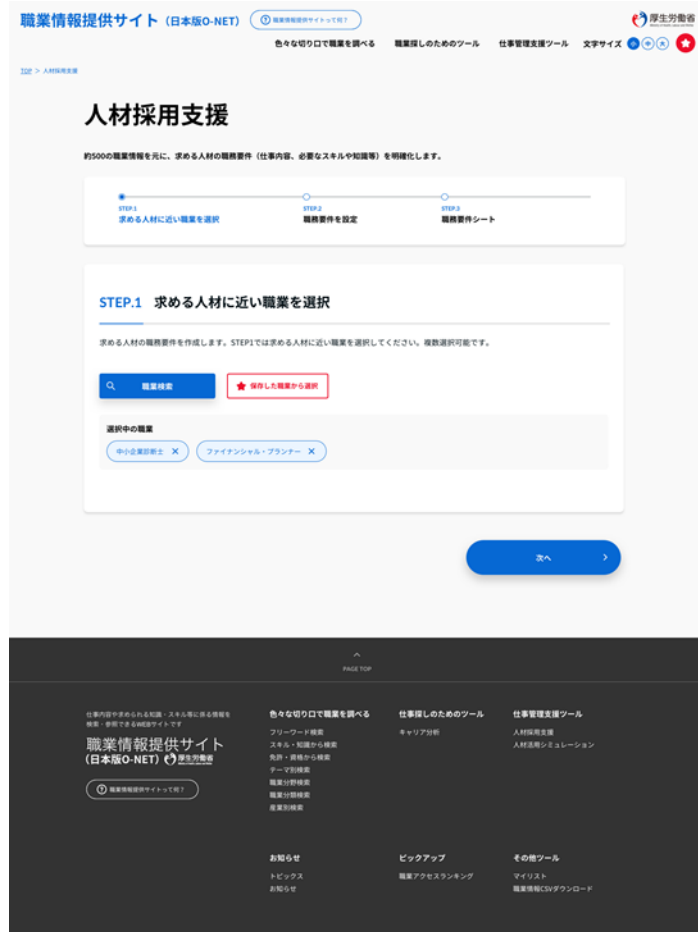 職業情報提供サイト（日本版O-NET）
職業情報提供サイトって何？
厚生労働省
色々な切り口で職業を調べる
職業探しのためのツール
仕事管理支援ツール
文字サイズ
小
中
大
TOP > 人材採用支援
人材採用支援
約500の職業情報を元に、求める人材の職務要件（仕事内容、必要なスキルや知識等）を明確化します。
STEP.1
求める人材に近い職業を選択
STEP.2
職務要件を設定
STEP.3
職務要件シート
STEP.1 求める人材に近い職業を選択
求める人材の職務要件を作成します。STEP1では求める人材に近い職業を選択してください。複数選択可能です。
職業検索
保存した職業から選択
選択中の職業
中小企業診断士 ×
ファイナンシャル・プランナー ×
次へ
PAGE TOP
仕事内容や求められる知識・スキル等に係る情報を
検索・参照できるWEBサイトです
職業情報提供サイト
(日本版O-NET) 厚生労働省
職業情報提供サイトって何？
色々な切り口で職業を調べる
フリーワード検索
スキル・知識から検索
免許・資格から検索
テーマ別検索
職業分野検索
職業分類検索
産業別検索
仕事探しのためのツール
キャリア分析
仕事管理支援ツール
人材採用支援
人材活用シミュレーション
お知らせ
トピックス
お知らせ
ピックアップ
職業アクセスランキング
その他ツール
マイリスト
職業情報CSVダウンロード